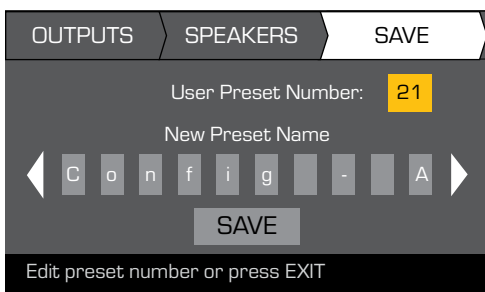 OUTPUTS SPEAKERS SAVE
User Preset Number: 21
New Preset Name
C o n f i g - A
SAVE
Edit preset number or press EXIT